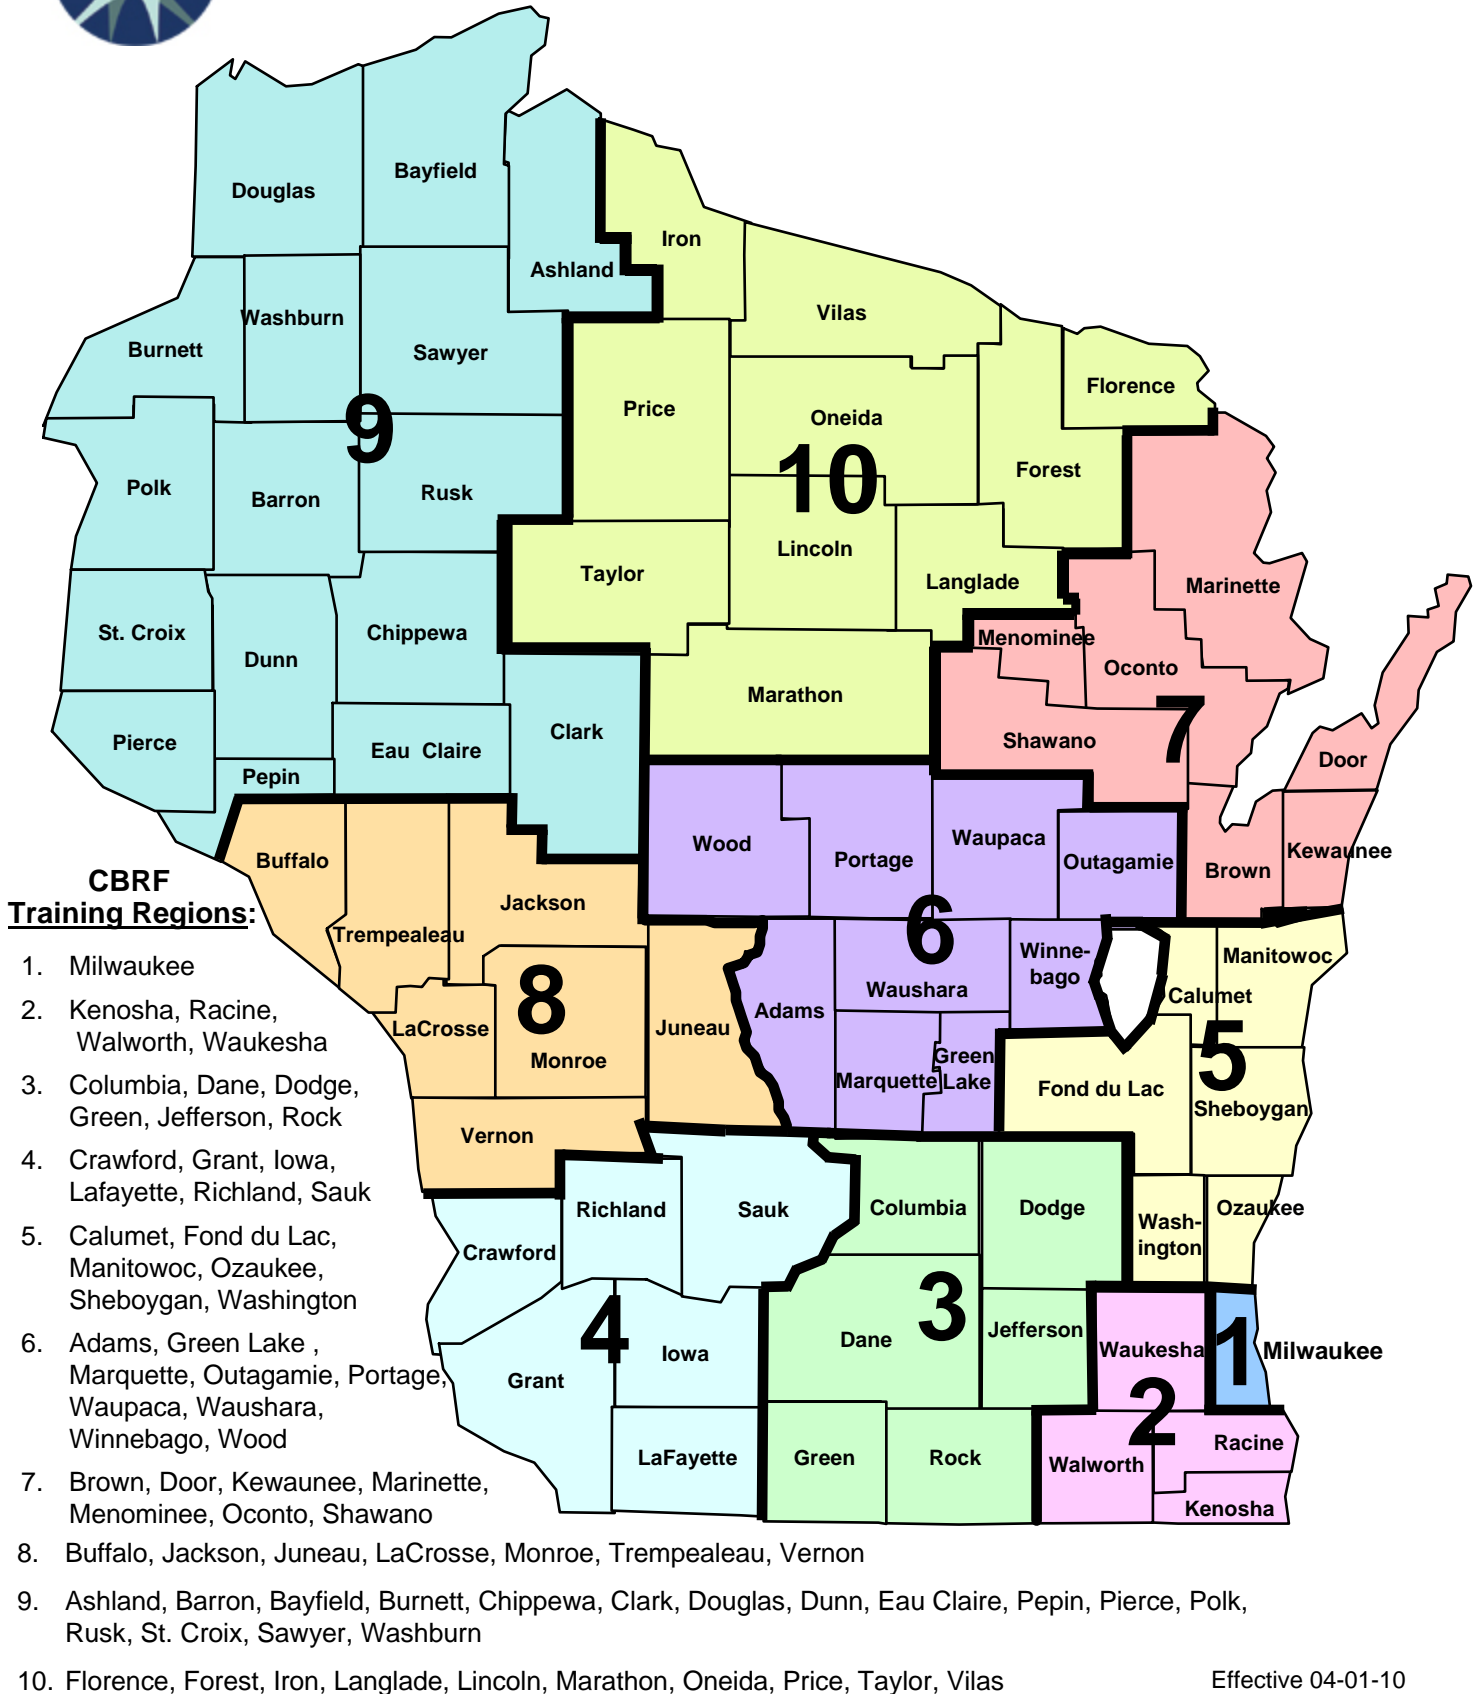 Bayfield
Douglas
Iron
Ashland
Vilas
Washburn
Burnett
Sawyer
Florence
Price
Oneida
9
10
Forest
Polk
Barron
Rusk
Lincoln
Taylor
Langlade
Marinette
St. Croix
Chippewa
Menominee
Dunn
Oconto
Marathon
7
Clark
Shawano
Pierce
Eau Claire
Door
Pepin
Wood
Waupaca
Portage
Outagamie
Buffalo
Brown
Kewaunee
Jackson
Trempealeau
6
Winne-
bago
Manitowoc
Waushara
Calumet
8
Adams
LaCrosse
Juneau
Monroe
5
Green
Lake
Marquette
Fond du Lac
Sheboygan
Vernon
Richland
Sauk
Columbia
Dodge
Wash-
ington
Ozaukee
Crawford
4
3
Dane
Jefferson
Iowa
Waukesha
1
Milwaukee
Grant
2
LaFayette
Green
Rock
Walworth
Racine
Kenosha
CBRF
Training Regions:
1. Milwaukee
2. Kenosha, Racine,
Walworth, Waukesha
3. Columbia, Dane, Dodge,
Green, Jefferson, Rock
4. Crawford, Grant, Iowa,
Lafayette, Richland, Sauk
5. Calumet, Fond du Lac,
Manitowoc, Ozaukee,
Sheboygan, Washington
6. Adams, Green Lake ,
Marquette, Outagamie, Portage,
Waupaca, Waushara,
Winnebago, Wood
7. Brown, Door, Kewaunee, Marinette,
Menominee, Oconto, Shawano
8. Buffalo, Jackson, Juneau, LaCrosse, Monroe, Trempealeau, Vernon
9. Ashland, Barron, Bayfield, Burnett, Chippewa, Clark, Douglas, Dunn, Eau Claire, Pepin, Pierce, Polk,
Rusk, St. Croix, Sawyer, Washburn
10. Florence, Forest, Iron, Langlade, Lincoln, Marathon, Oneida, Price, Taylor, Vilas
Effective 04-01-10